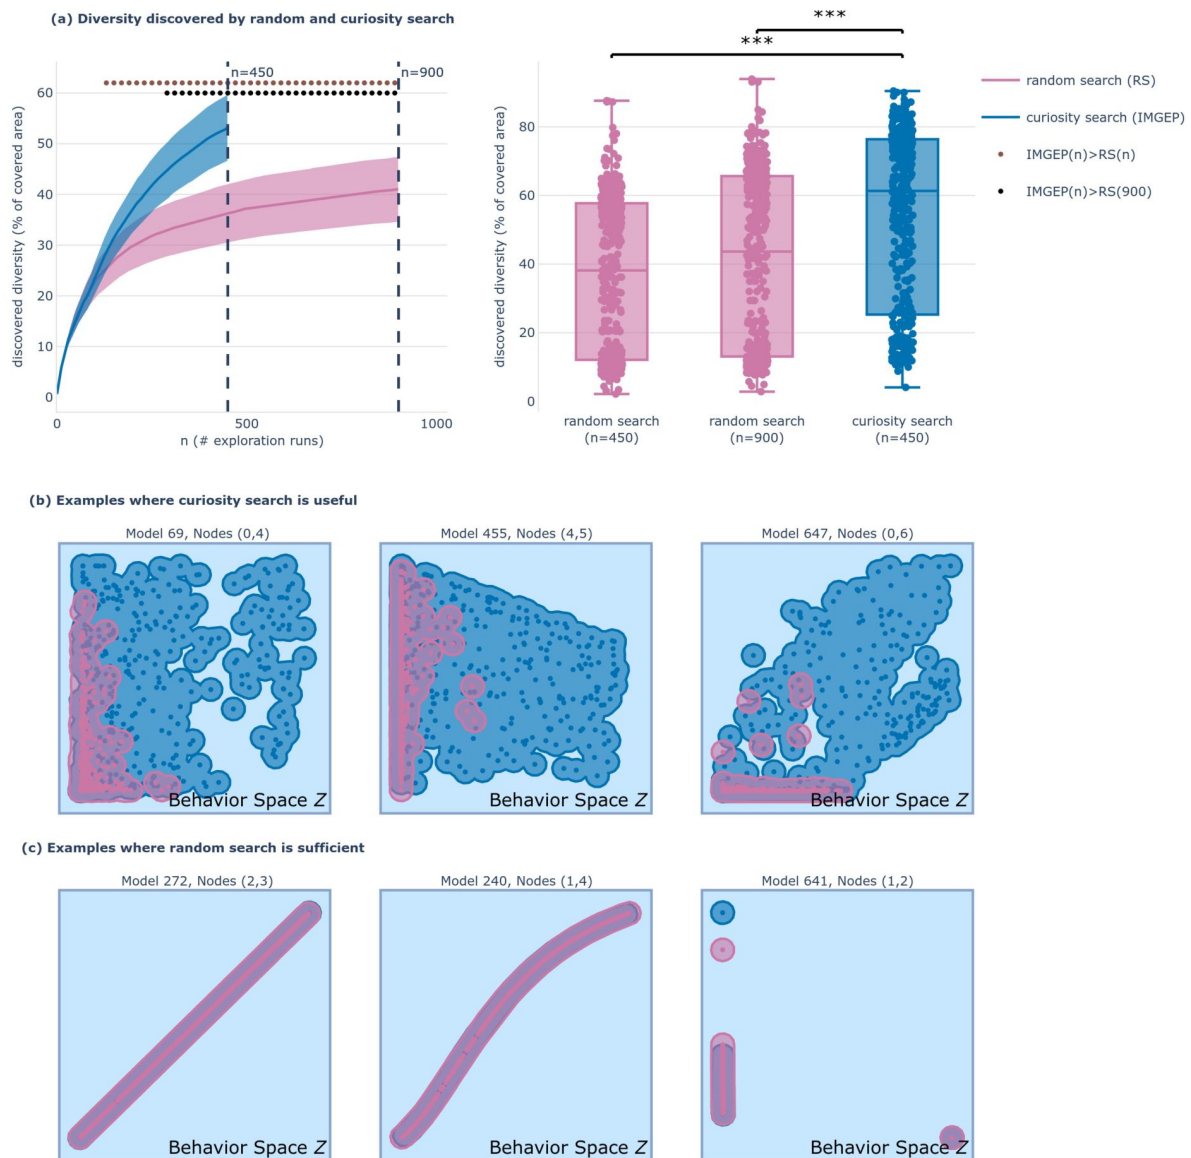 (a) Diversity discovered by random and curiosity search
discovered diversity (% of covered area)
60
50
40
30
20
10
0
n=450
n=900
0
500
1000
n (# exploration runs)
***
***
discovered diversity (% of covered area)
80
60
40
20
0
random search
(n=450)
random search
(n=900)
curiosity search
(n=450)
random search (RS)
curiosity search (IMGEP)
IMGEP(n)>RS(n)
IMGEP(n)>RS(900)
(b) Examples where curiosity search is useful
Model 69, Nodes (0,4)
Behavior Space Z
Model 455, Nodes (4,5)
Behavior Space Z
Model 647, Nodes (0,6)
Behavior Space Z
(c) Examples where random search is sufficient
Model 272, Nodes (2,3)
Behavior Space Z
Model 240, Nodes (1,4)
Behavior Space Z
Model 641, Nodes (1,2)
Behavior Space Z